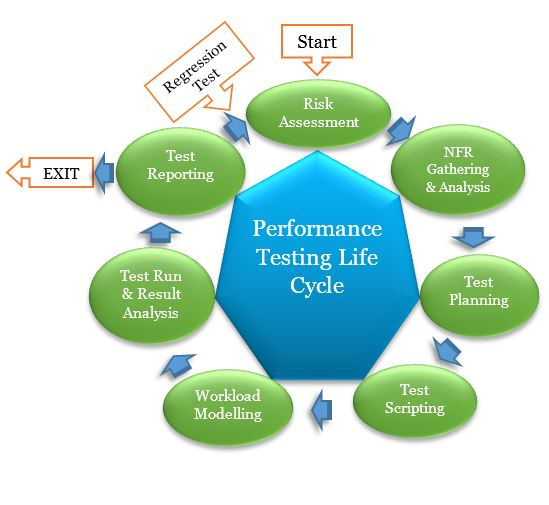 Start
Regression
Test
Risk
Assessment
NFR
Gathering
& Analysis
Test
Planning
Test
Scripting
Workload
Modelling
Test Run
& Result
Analysis
Test
Reporting
EXIT
Performance
Testing Life
Cycle